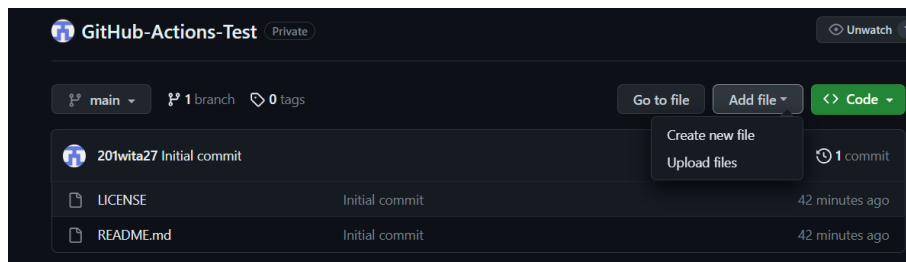 GitHub-Actions-Test Private
Unwatch
main 1 branch 0 tags Go to file Add file Code
Create new file
Upload files
201wita27 Initial commit 1 commit
LICENSE Initial commit 42 minutes ago
README.md Initial commit 42 minutes ago